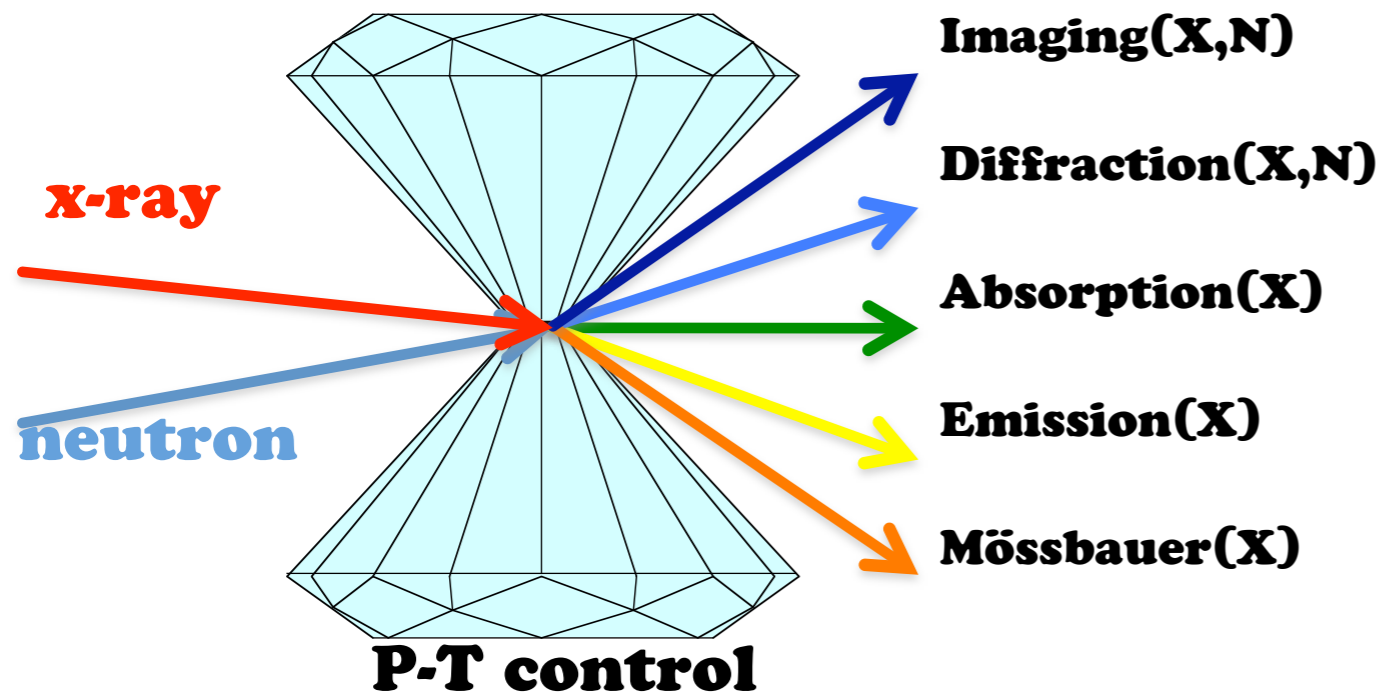 Imaging(X,N)
Diffraction(X,N)
x-ray
Absorption(X)
Emission(X)
neutron
Mössbauer(X)
P-T control